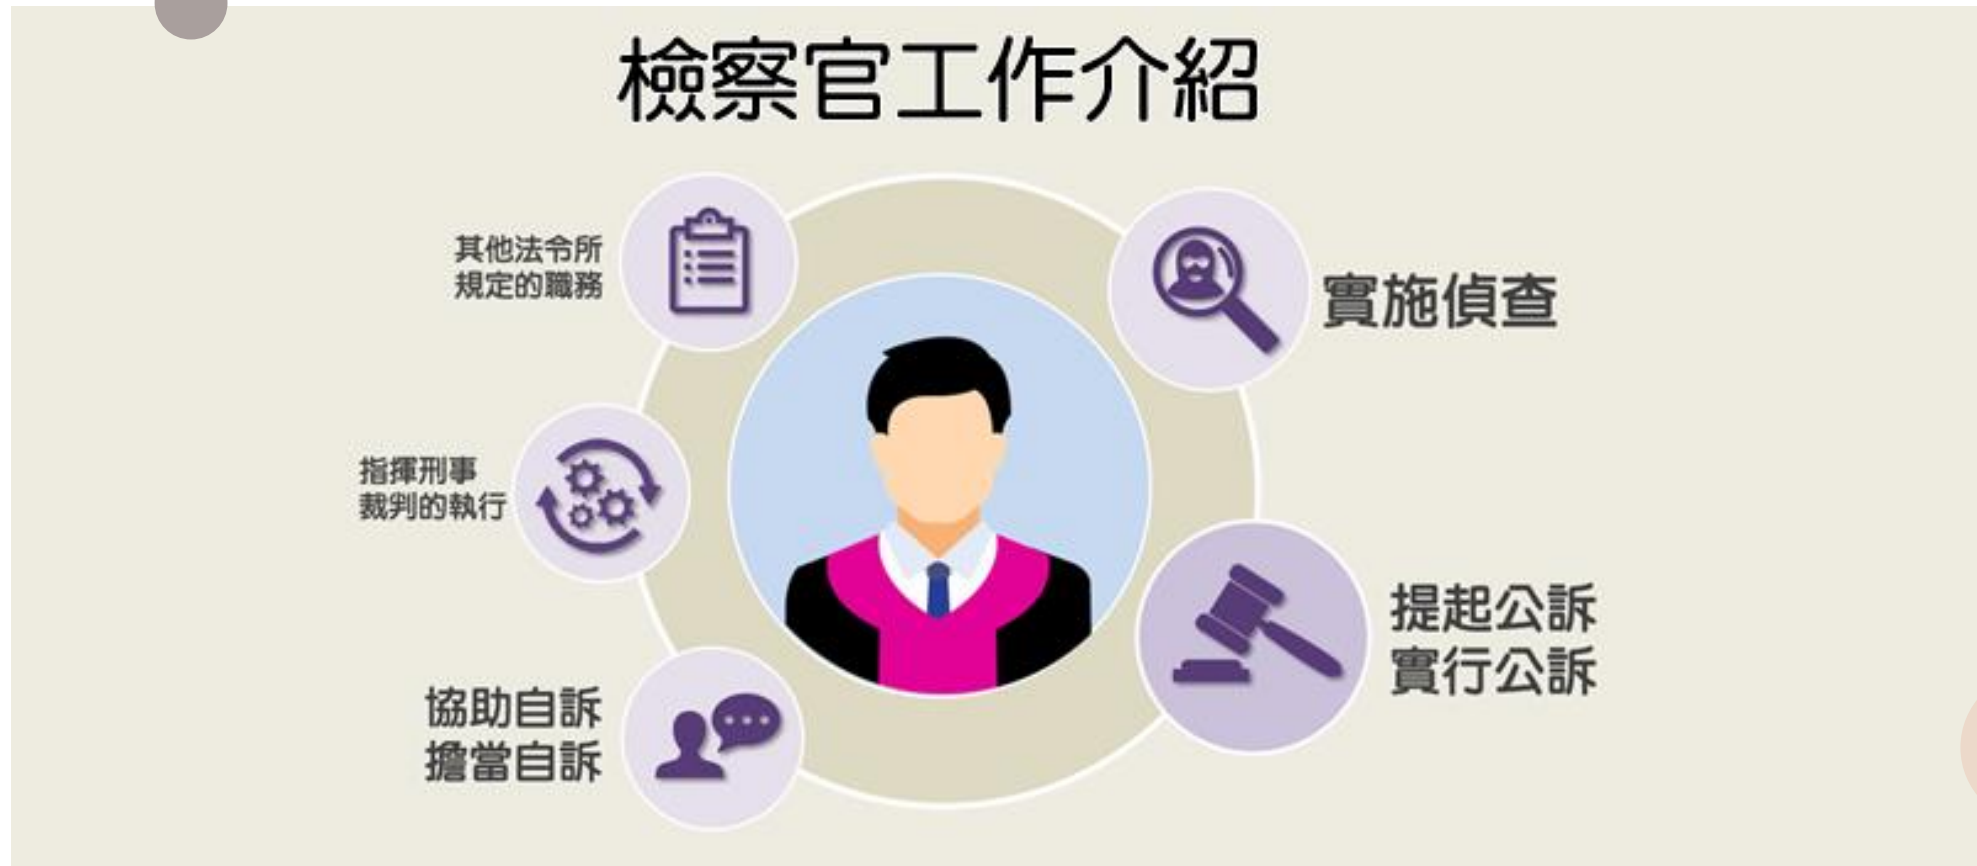 檢察官工作介紹
其他法令所
規定的職務
實施偵查
指揮刑事
裁判的執行
提起公訴
實行公訴
協助自訴
擔當自訴